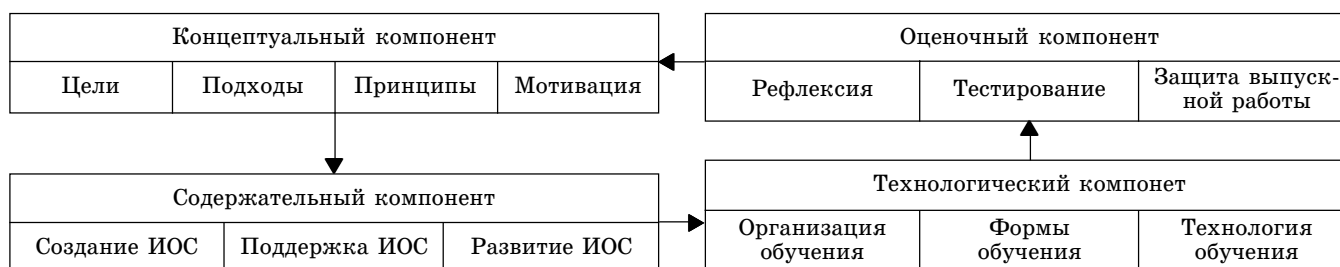 Концептуальный компонент
Цели Подходы Принципы Мотивация
Оценочный компонент
Рефлексия Тестирование Защита выпуск-
ной работы
Содержательный компонент
Создание ИОС Поддержка ИОС Развитие ИОС
Технологический компонет
Организация
обучения
Формы
обучения
Технология
обучения